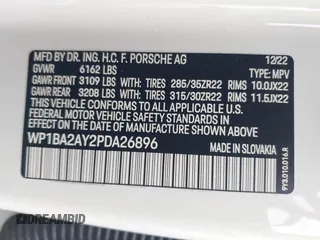 MFD BY DR. ING. H.C. F. PORSCHE AG 12/22
GVWR 6162 LBS TYPE: MPV
GAWR FRONT 3109 LBS WITH TIRES 285/35ZR22 RIMS 10.0JX22
GAWR REAR 3208 LBS WITH TIRES 315/30ZR22 RIMS 11.5JX22
THIS VEHICLE CONFORMS TO ALL APPLICABLE U.S.
FEDERAL MOTOR VEHICLE SAFETY STANDARDS IN
EFFECT ON THE DATE OF MANUFACTURE SHOWN ABOVE.
WP1BA2AY2PDA26896 MADE IN SLOVAKIA
9Y3.010.016.R
DREAMBID